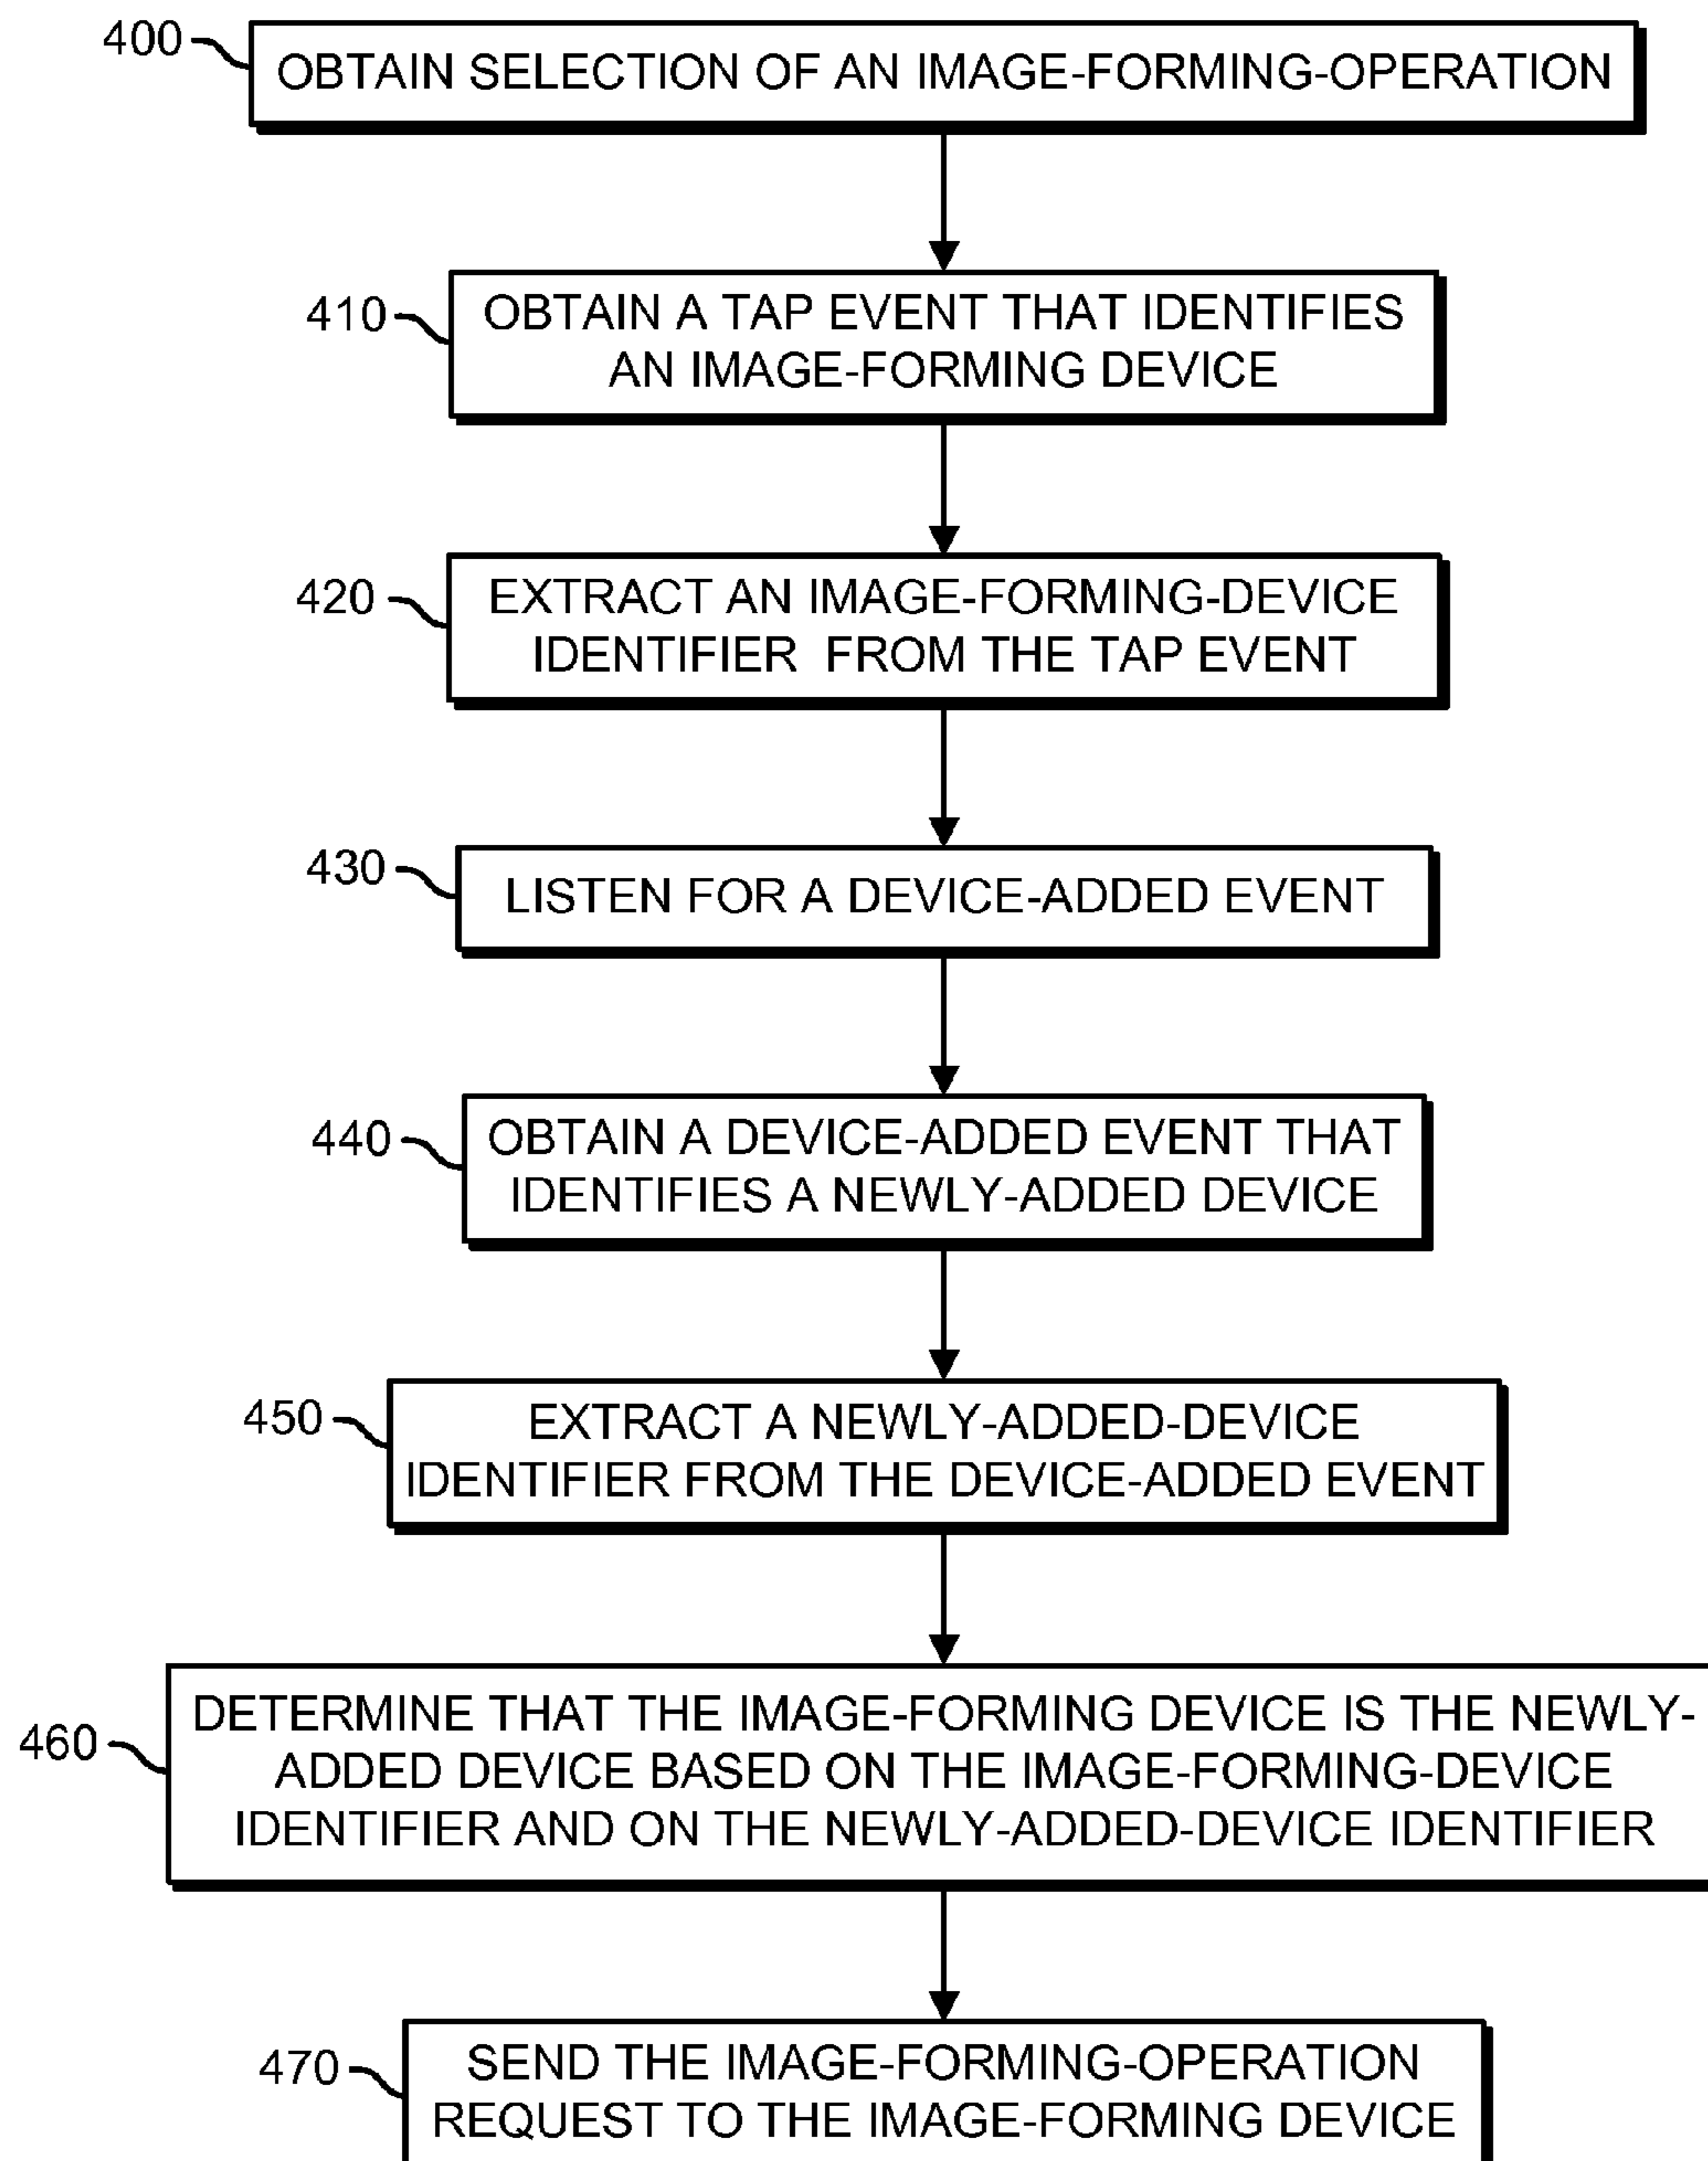 400
OBTAIN SELECTION OF AN IMAGE-FORMING-OPERATION
410
OBTAIN A TAP EVENT THAT IDENTIFIES
AN IMAGE-FORMING DEVICE
420
EXTRACT AN IMAGE-FORMING-DEVICE
IDENTIFIER FROM THE TAP EVENT
430
LISTEN FOR A DEVICE-ADDED EVENT
440
OBTAIN A DEVICE-ADDED EVENT THAT
IDENTIFIES A NEWLY-ADDED DEVICE
450
EXTRACT A NEWLY-ADDED-DEVICE
IDENTIFIER FROM THE DEVICE-ADDED EVENT
460
DETERMINE THAT THE IMAGE-FORMING DEVICE IS THE NEWLY-
ADDED DEVICE BASED ON THE IMAGE-FORMING-DEVICE
IDENTIFIER AND ON THE NEWLY-ADDED-DEVICE IDENTIFIER
470
SEND THE IMAGE-FORMING-OPERATION
REQUEST TO THE IMAGE-FORMING DEVICE